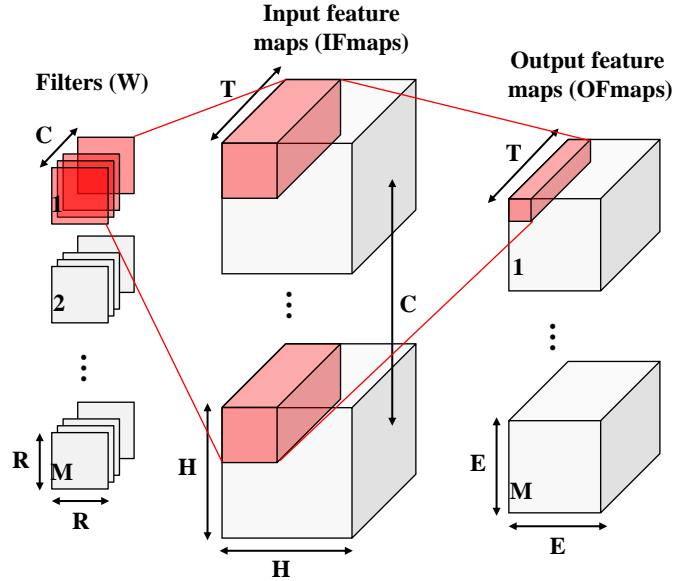 Input feature
maps (IFmaps)
Output feature
maps (OFmaps)
Filters (W)
T
C
T
1
2
1
C
R
M
R
H
H
E
M
E